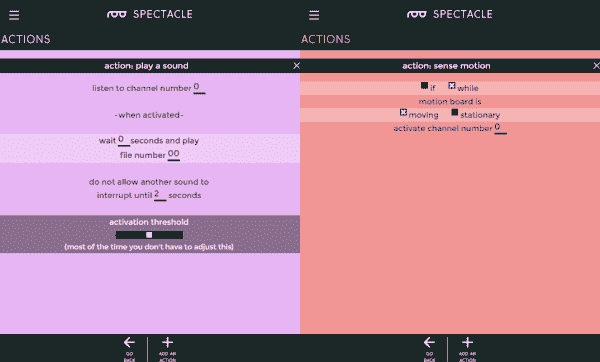 SPECTACLE
ACTIONS
action: play a sound
listen to channel number 0
-when activated-
wait 0 seconds and play
file number 00
do not allow another sound to
interrupt until 2 seconds
activation threshold
(most of the time you don't have to adjust this)
GO BACK
ADD AN ACTION
SPECTACLE
ACTIONS
action: sense motion
if while
motion board is
moving stationary
activate channel number 0
GO BACK
ADD AN ACTION